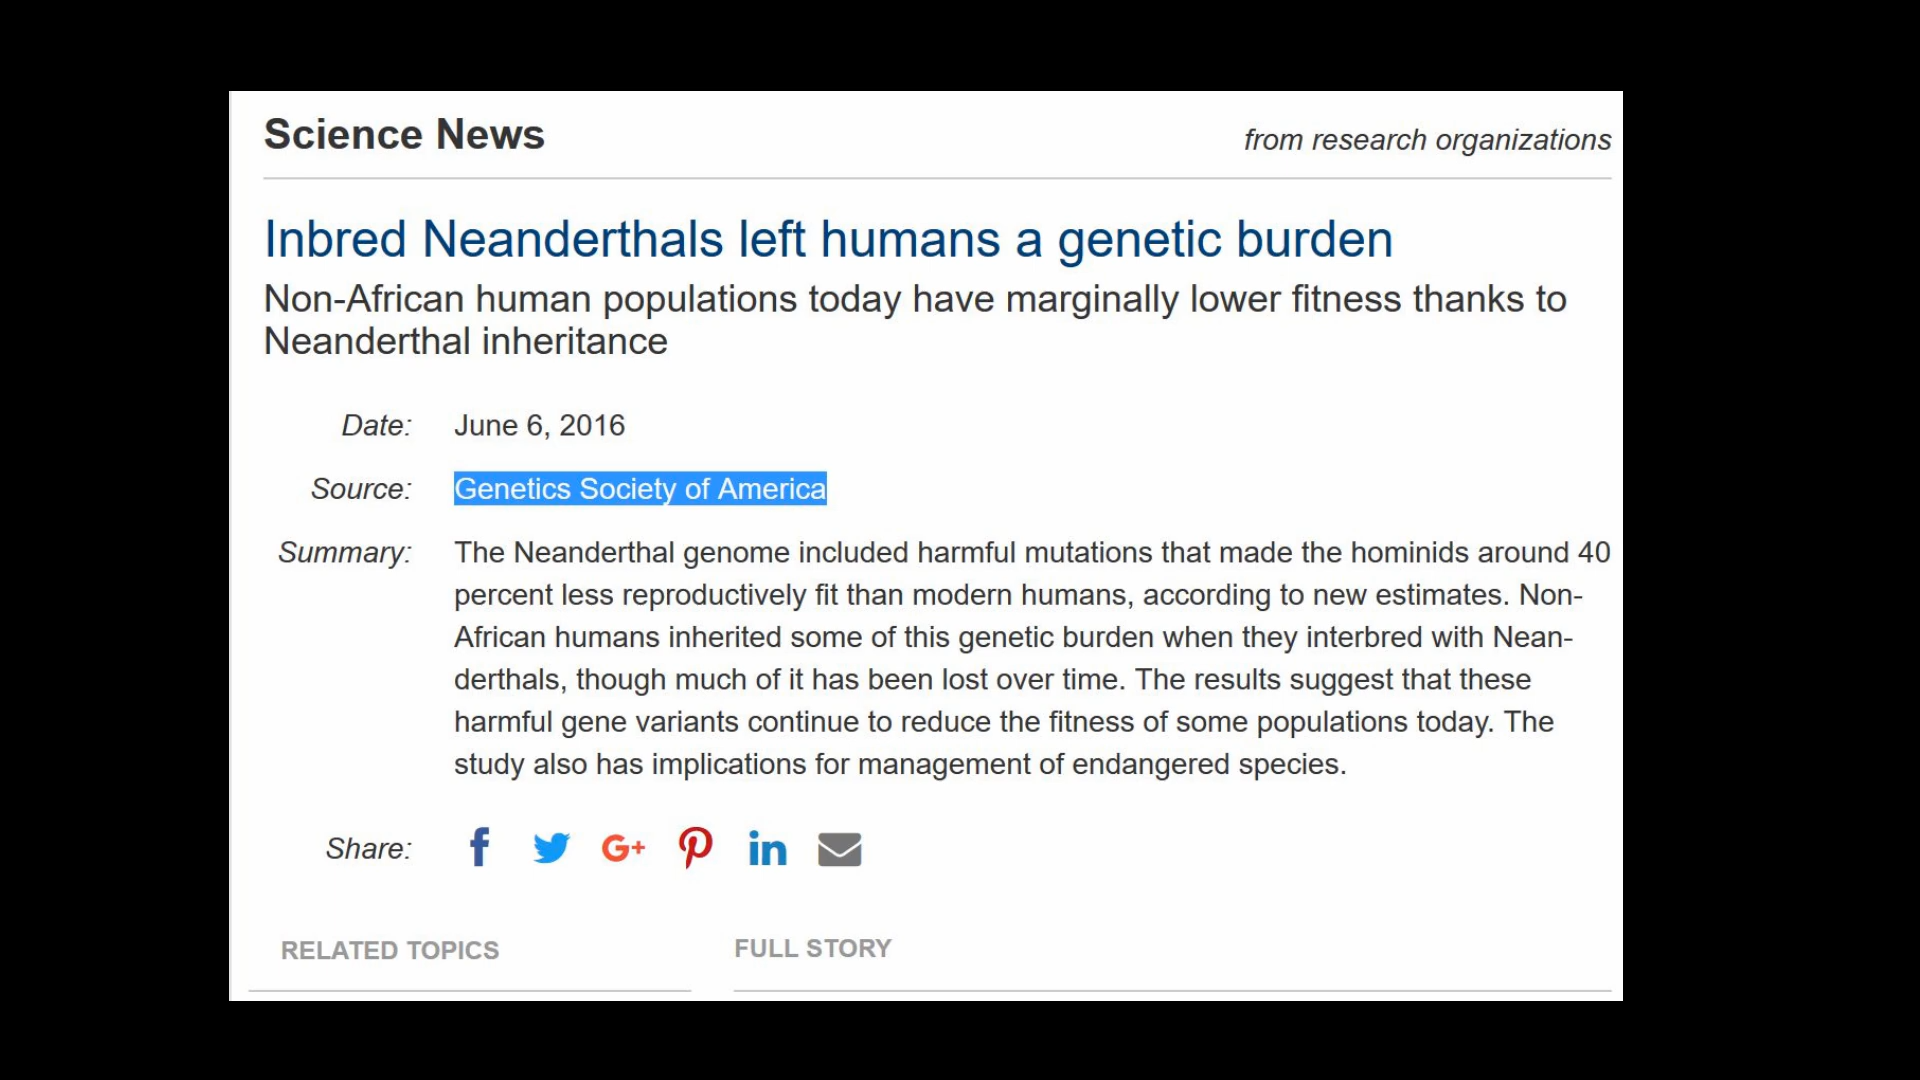 Science News
from research organizations
Inbred Neanderthals left humans a genetic burden
Non-African human populations today have marginally lower fitness thanks to
Neanderthal inheritance
Date: June 6, 2016
Source: Genetics Society of America
Summary: The Neanderthal genome included harmful mutations that made the hominids around 40
percent less reproductively fit than modern humans, according to new estimates. Non-
African humans inherited some of this genetic burden when they interbred with Nean-
derthals, though much of it has been lost over time. The results suggest that these
harmful gene variants continue to reduce the fitness of some populations today. The
study also has implications for management of endangered species.
Share: f G+ in
RELATED TOPICS
FULL STORY